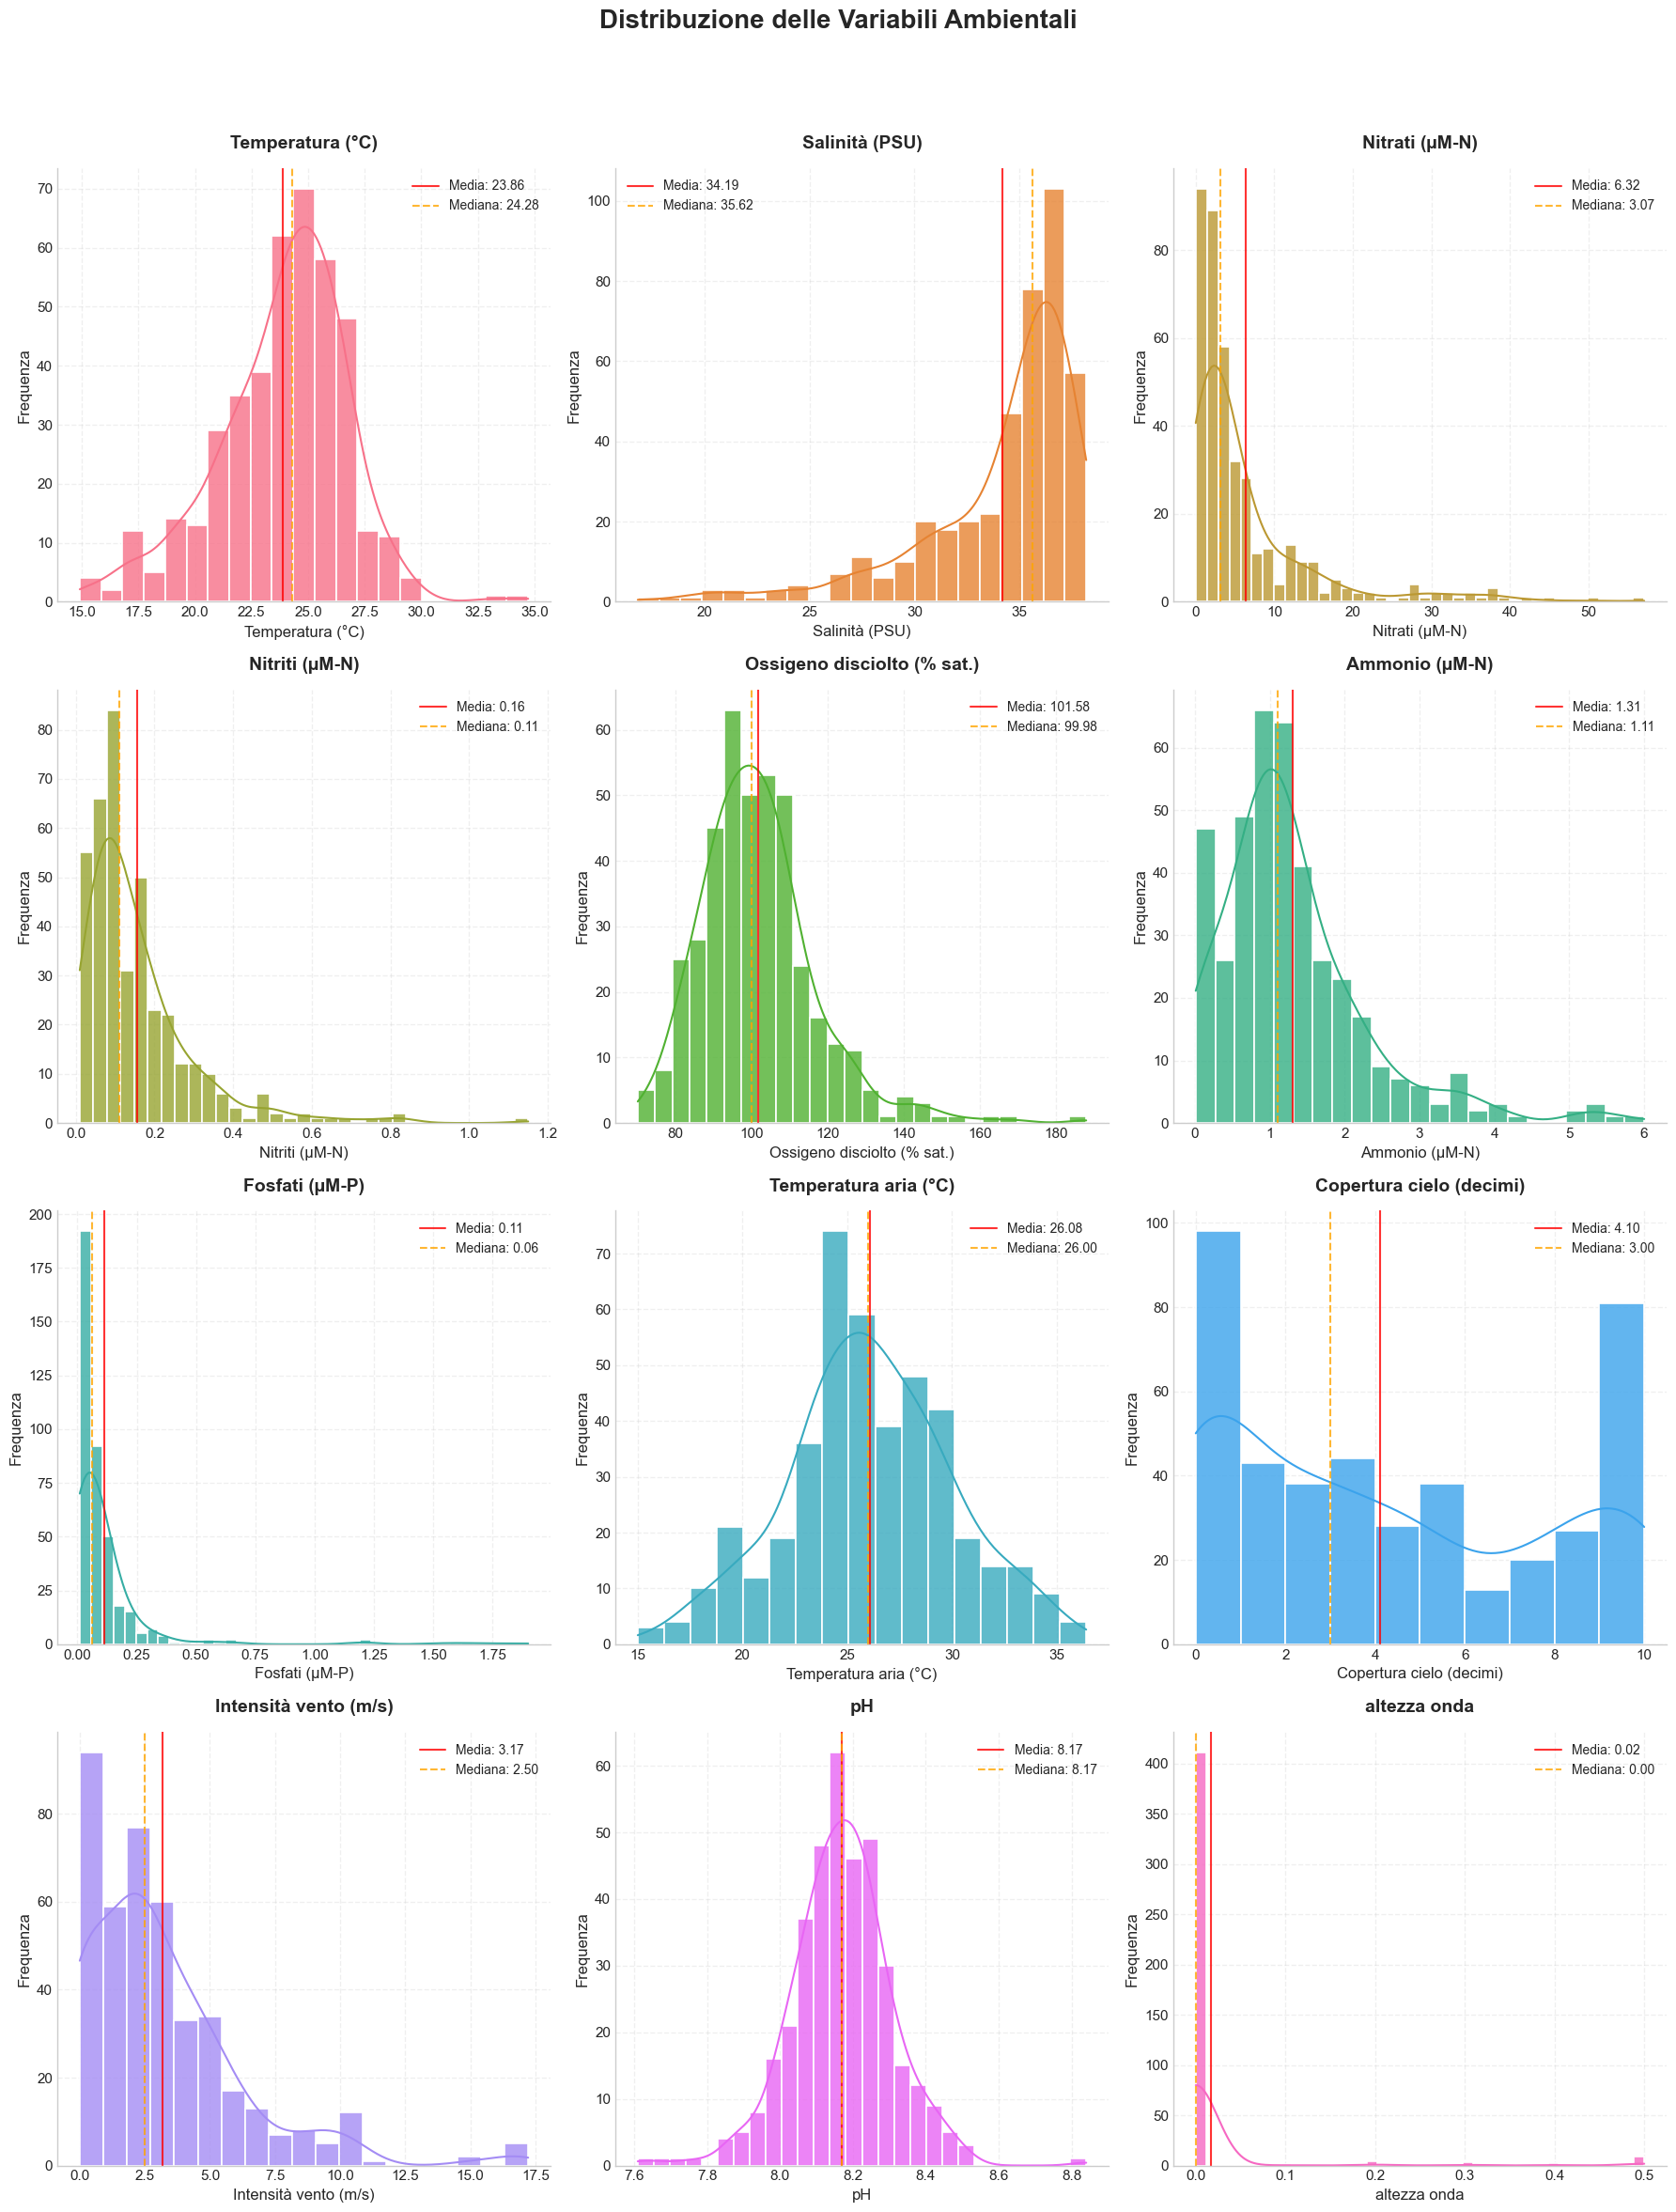 Distribuzione delle Variabili Ambientali
Temperatura (°C)
Media: 23.86
Mediana: 24.28
Frequenza
70
60
50
40
30
20
10
0
15.0 17.5 20.0 22.5 25.0 27.5 30.0 32.5 35.0
Temperatura (°C)
Salinità (PSU)
Media: 34.19
Mediana: 35.62
Frequenza
100
80
60
40
20
0
20 25 30 35
Salinità (PSU)
Nitrati (µM-N)
Media: 6.32
Mediana: 3.07
Frequenza
80
60
40
20
0
0 10 20 30 40 50
Nitrati (µM-N)
Nitriti (µM-N)
Media: 0.16
Mediana: 0.11
Frequenza
80
70
60
50
40
30
20
10
0
0.0 0.2 0.4 0.6 0.8 1.0 1.2
Nitriti (µM-N)
Ossigeno disciolto (% sat.)
Media: 101.58
Mediana: 99.98
Frequenza
60
50
40
30
20
10
0
80 100 120 140 160 180
Ossigeno disciolto (% sat.)
Ammonio (µM-N)
Media: 1.31
Mediana: 1.11
Frequenza
60
50
40
30
20
10
0
0 1 2 3 4 5 6
Ammonio (µM-N)
Fosfati (µM-P)
Media: 0.11
Mediana: 0.06
Frequenza
200
175
150
125
100
75
50
25
0
0.00 0.25 0.50 0.75 1.00 1.25 1.50 1.75
Fosfati (µM-P)
Temperatura aria (°C)
Media: 26.08
Mediana: 26.00
Frequenza
70
60
50
40
30
20
10
0
15 20 25 30 35
Temperatura aria (°C)
Copertura cielo (decimi)
Media: 4.10
Mediana: 3.00
Frequenza
100
80
60
40
20
0
0 2 4 6 8 10
Copertura cielo (decimi)
Intensità vento (m/s)
Media: 3.17
Mediana: 2.50
Frequenza
80
60
40
20
0
0.0 2.5 5.0 7.5 10.0 12.5 15.0 17.5
Intensità vento (m/s)
pH
Media: 8.17
Mediana: 8.17
Frequenza
60
50
40
30
20
10
0
7.6 7.8 8.0 8.2 8.4 8.6 8.8
pH
altezza onda
Media: 0.02
Mediana: 0.00
Frequenza
400
350
300
250
200
150
100
50
0
0.0 0.1 0.2 0.3 0.4 0.5
altezza onda